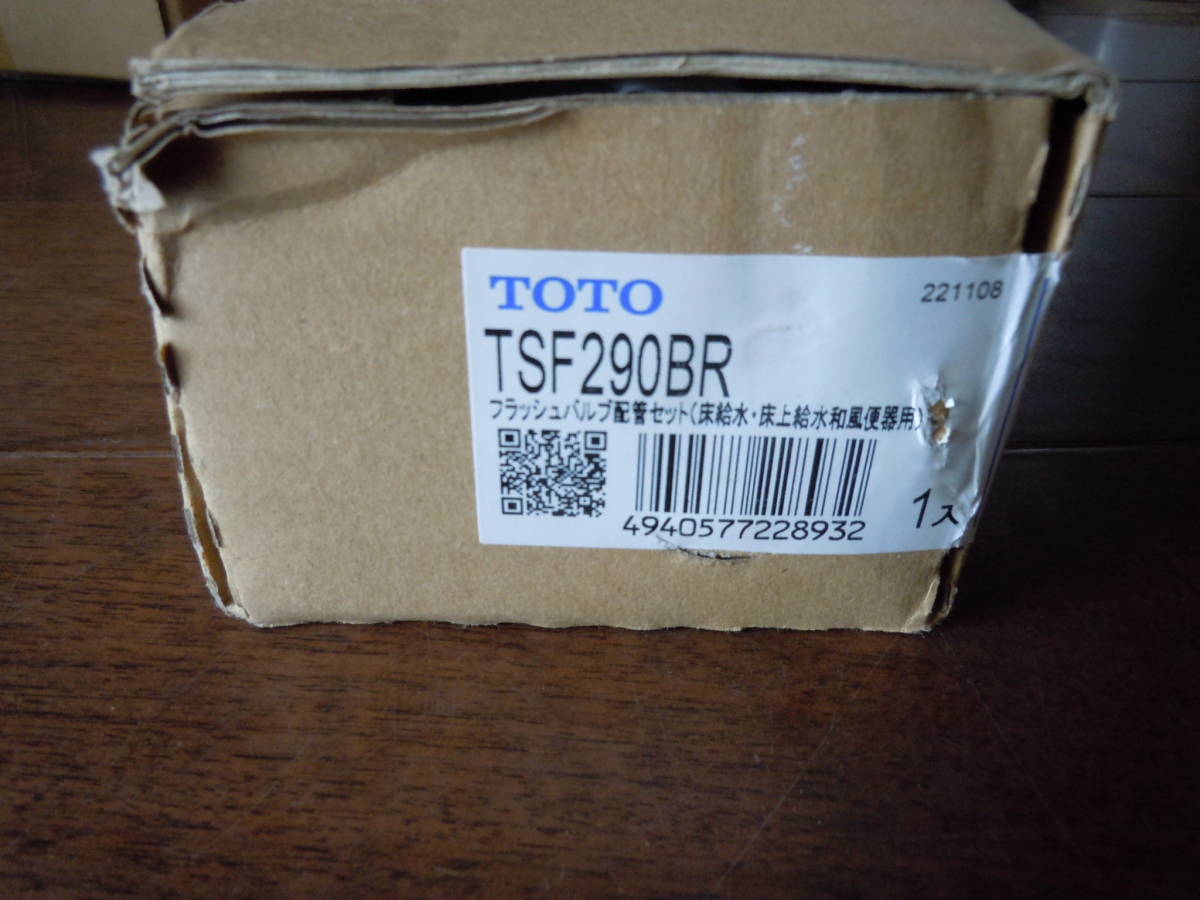 TOTO 221108
TSF290BR
フラッシュバルブ配管セット(床給水・床上給水和風便器用)
4940577228932 1入